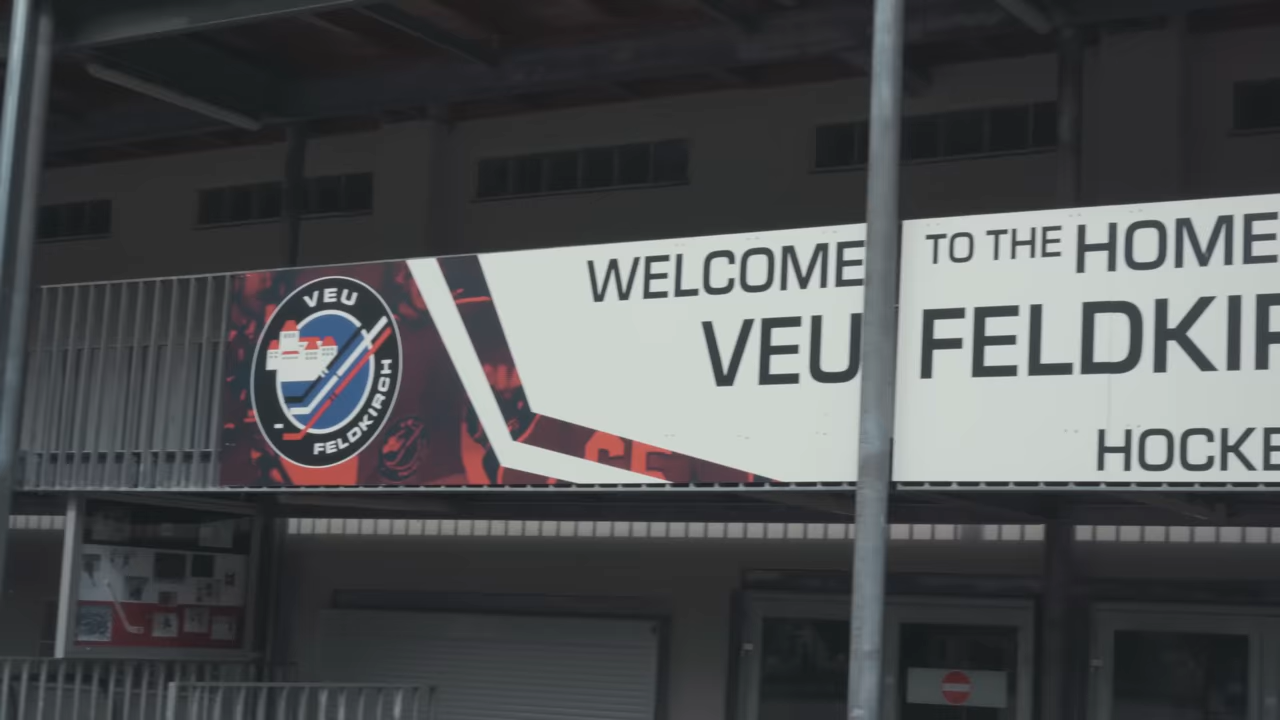 VEU
FELDKIRCH
WELCOME TO THE HOME
VEU FELDKIR
HOCKE